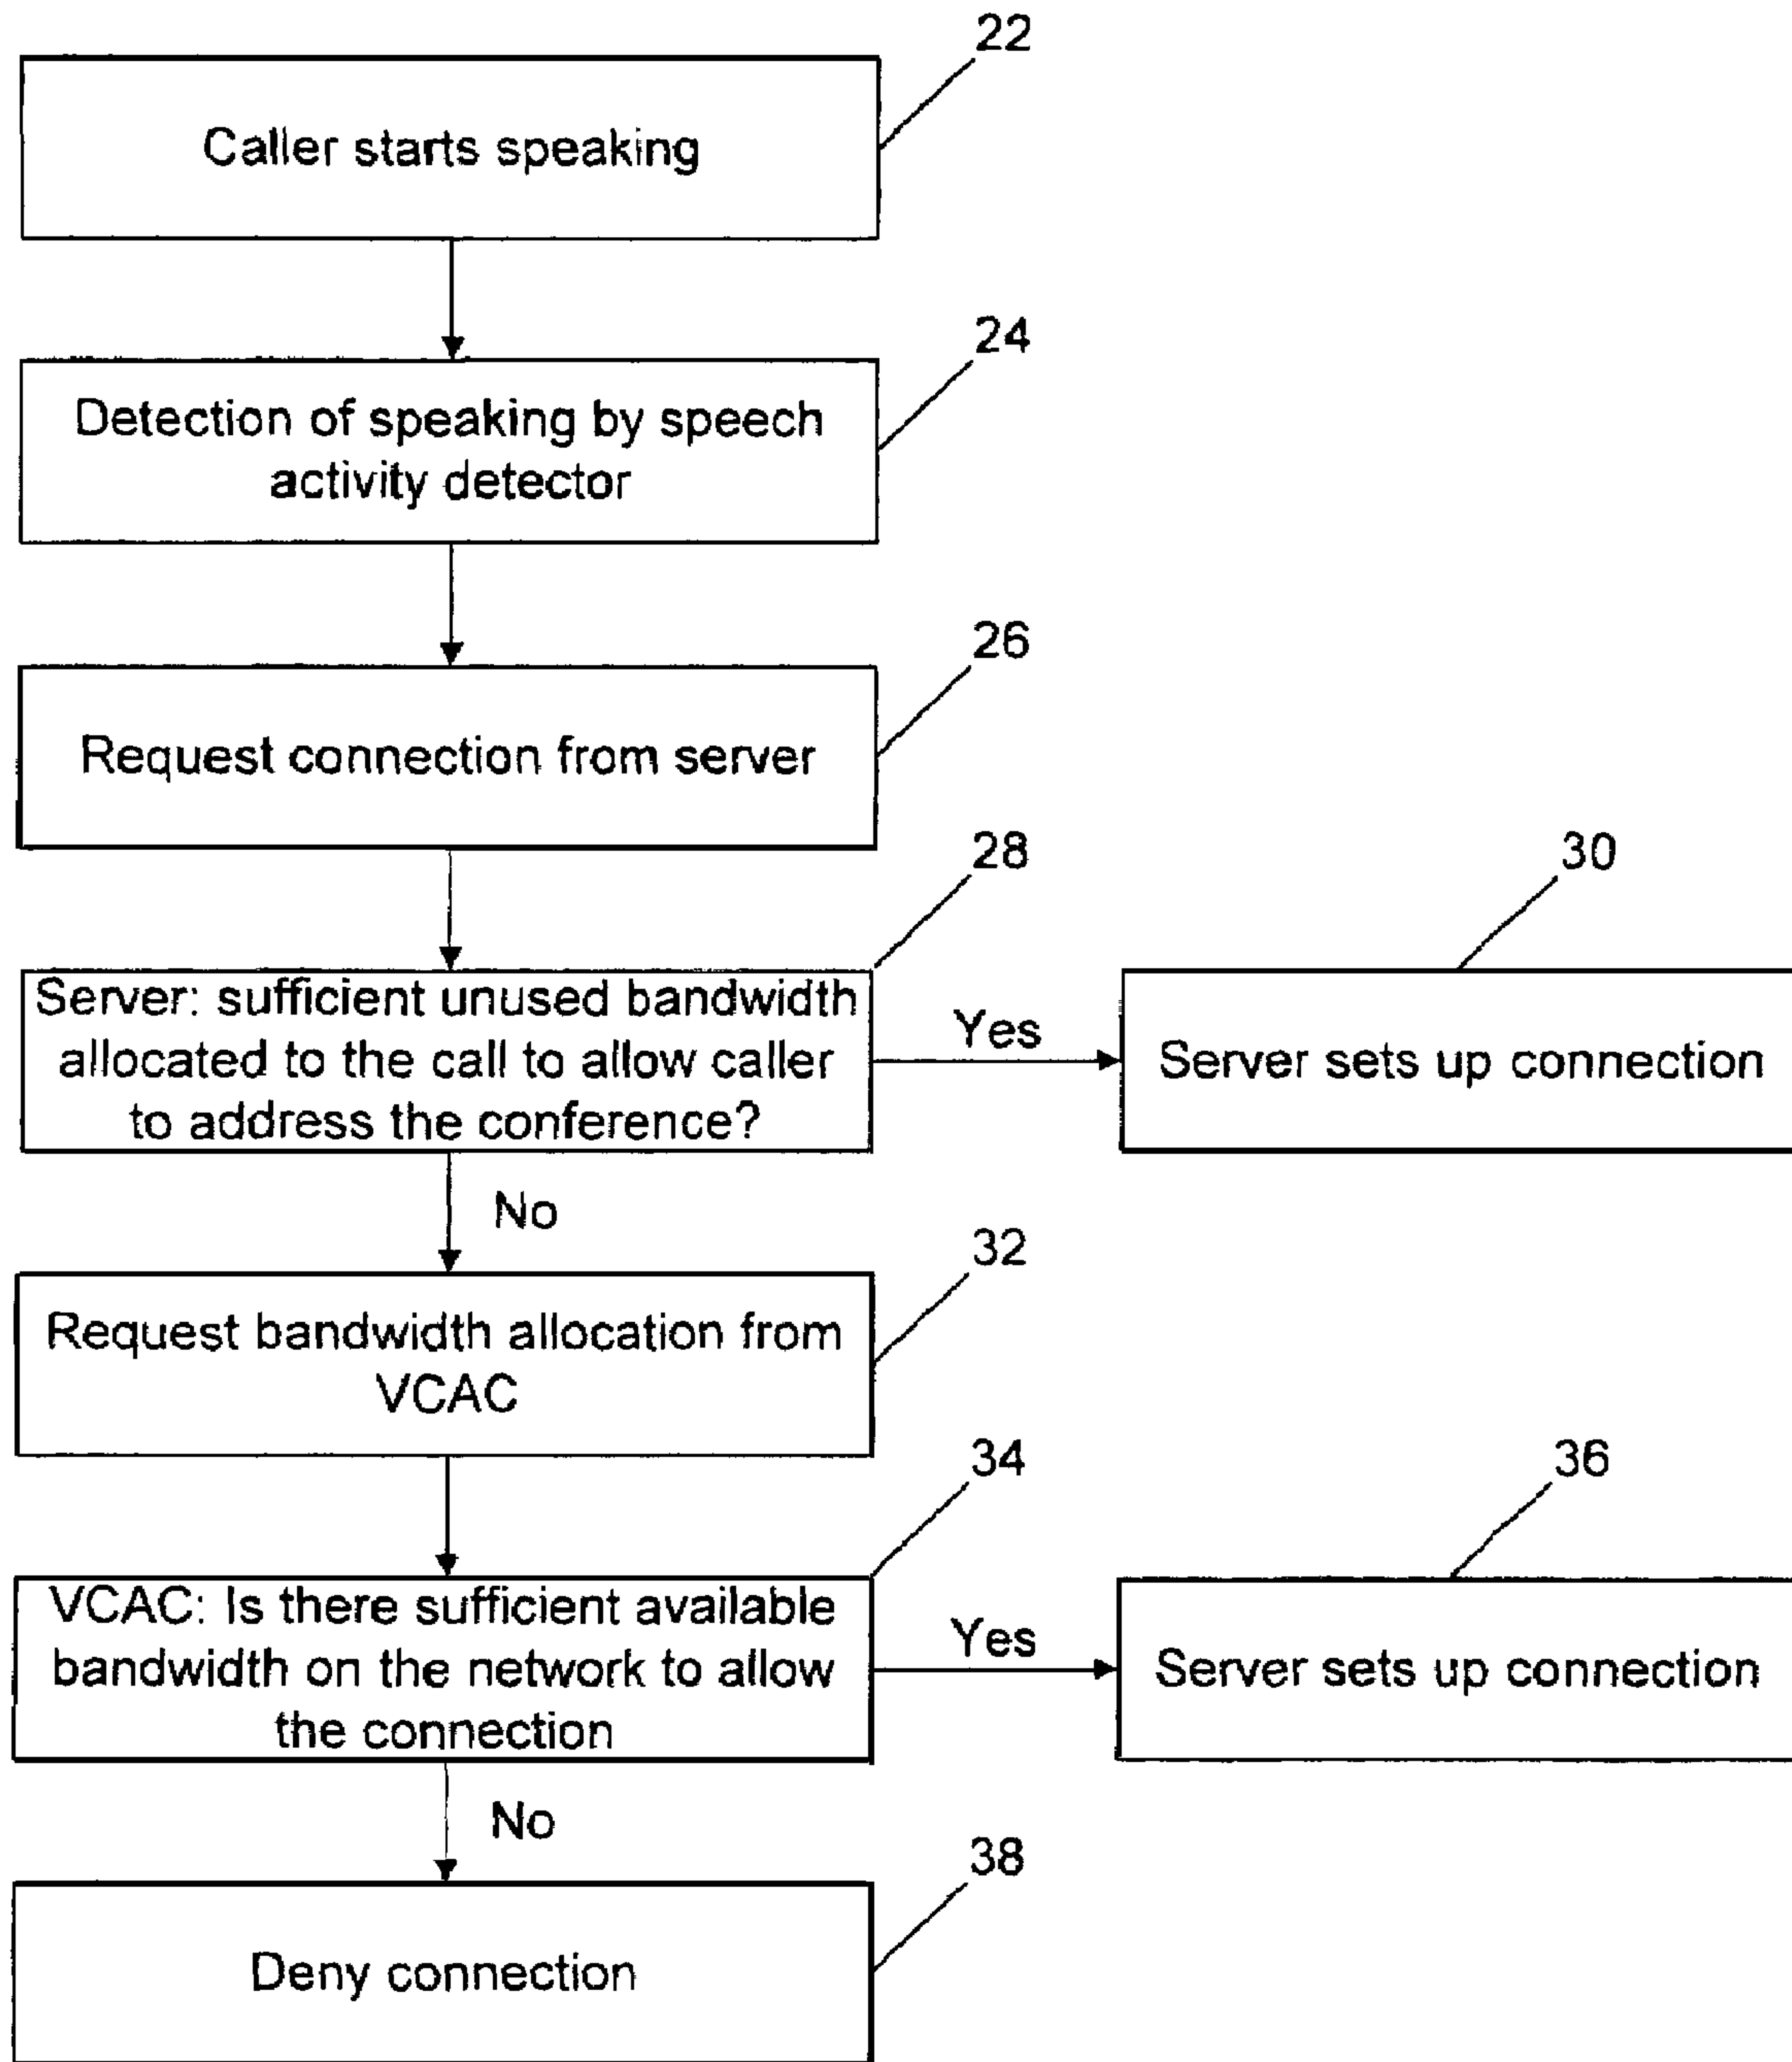 22
Caller starts speaking
24
Detection of speaking by speech
activity detector
26
Request connection from server
28
30
Server: sufficient unused bandwidth
allocated to the call to allow caller
to address the conference?
Yes
Server sets up connection
No
32
Request bandwidth allocation from
VCAC
34
36
VCAC: Is there sufficient available
bandwidth on the network to allow
the connection
Yes
Server sets up connection
No
38
Deny connection